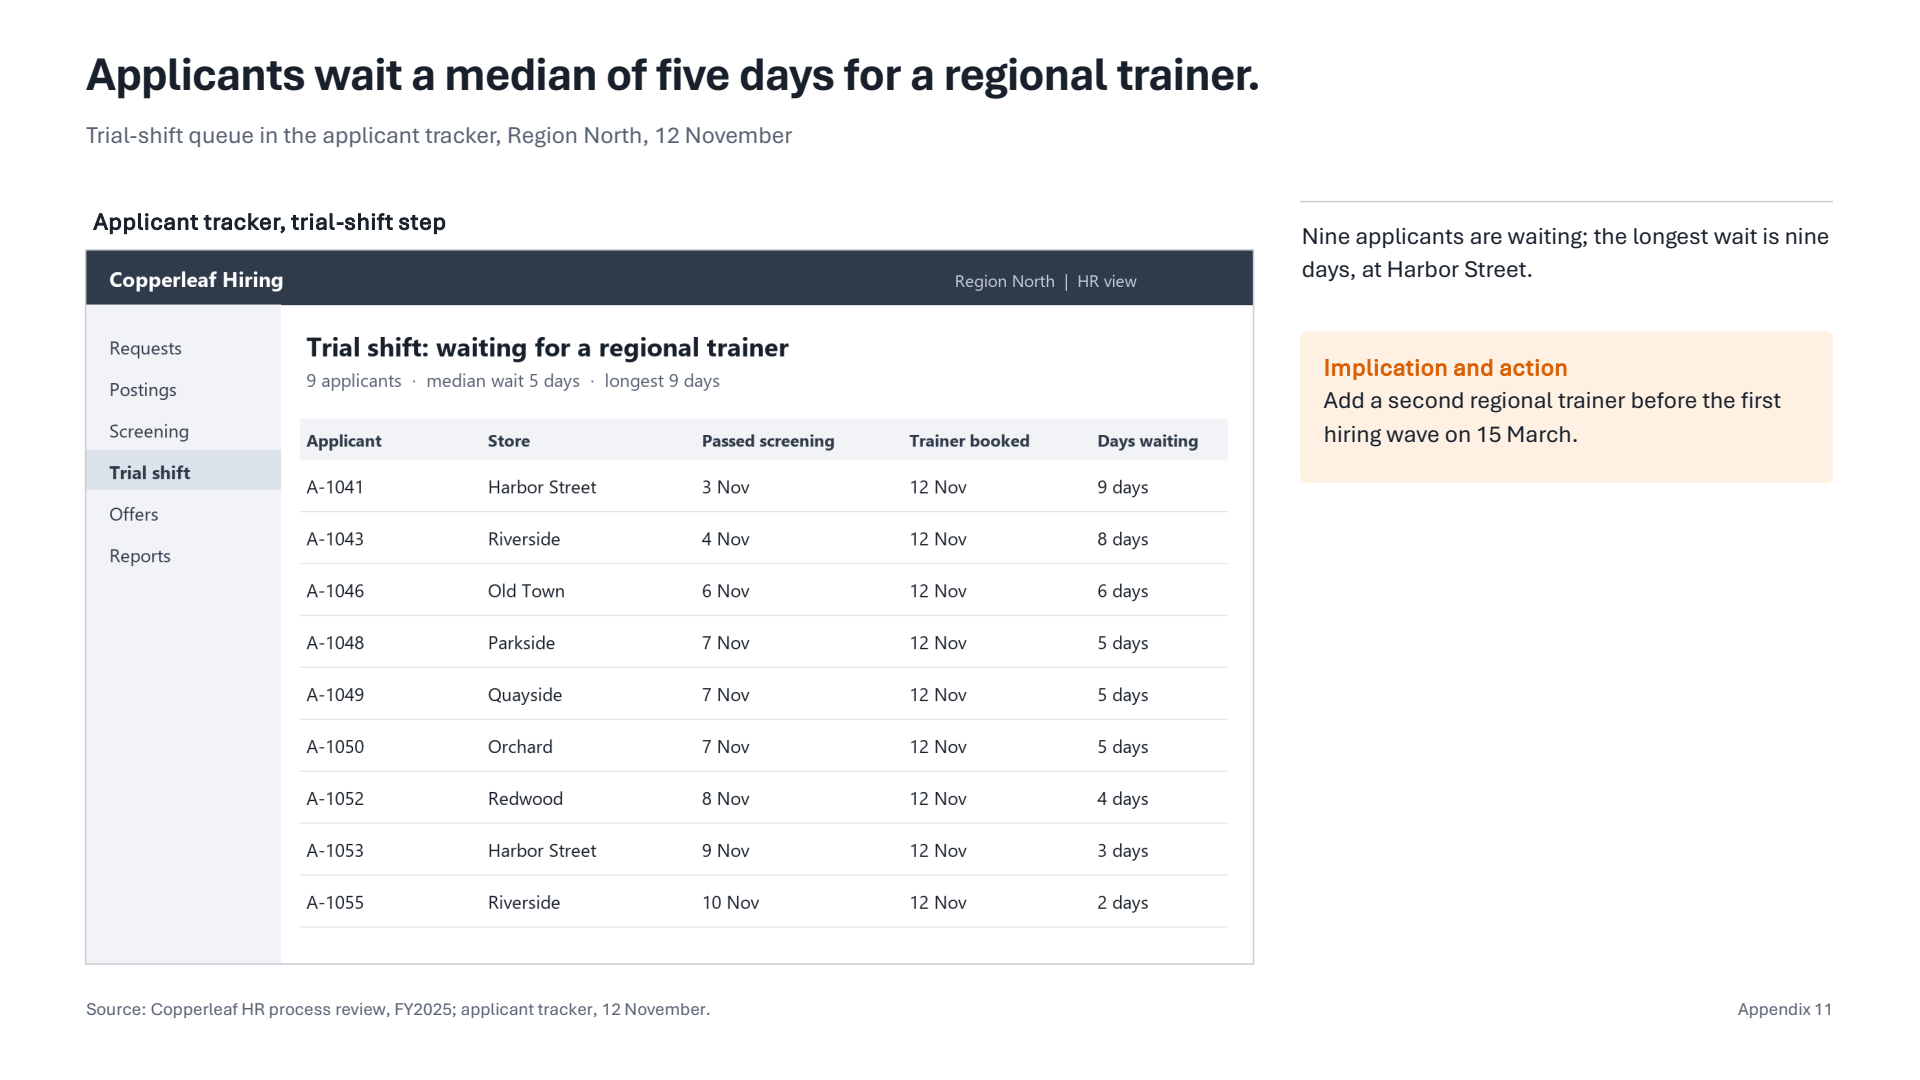 Applicants wait a median of five days for a regional trainer.
Trial-shift queue in the applicant tracker, Region North, 12 November
Applicant tracker, trial-shift step
Copperleaf Hiring
Region North | HR view
Requests
Postings
Screening
Trial shift
Offers
Reports
Trial shift: waiting for a regional trainer
9 applicants · median wait 5 days · longest 9 days
Applicant Store Passed screening Trainer booked Days waiting
A-1041 Harbor Street 3 Nov 12 Nov 9 days
A-1043 Riverside 4 Nov 12 Nov 8 days
A-1046 Old Town 6 Nov 12 Nov 6 days
A-1048 Parkside 7 Nov 12 Nov 5 days
A-1049 Quayside 7 Nov 12 Nov 5 days
A-1050 Orchard 7 Nov 12 Nov 5 days
A-1052 Redwood 8 Nov 12 Nov 4 days
A-1053 Harbor Street 9 Nov 12 Nov 3 days
A-1055 Riverside 10 Nov 12 Nov 2 days
Nine applicants are waiting; the longest wait is nine
days, at Harbor Street.
Implication and action
Add a second regional trainer before the first
hiring wave on 15 March.
Source: Copperleaf HR process review, FY2025; applicant tracker, 12 November.
Appendix 11